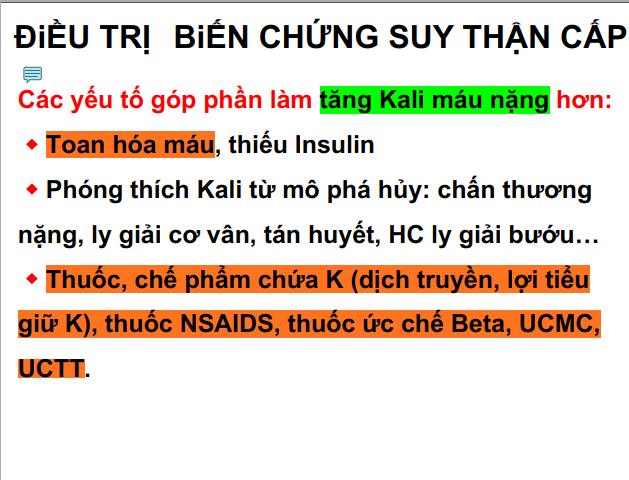 ĐiỀU TRỊ BiẾN CHỨNG SUY THẬN CẤP
Các yếu tố góp phần làm tăng Kali máu nặng hơn:
Toan hóa máu, thiếu Insulin
Phóng thích Kali từ mô phá hủy: chấn thương
nặng, ly giải cơ vân, tán huyết, HC ly giải bướu…
Thuốc, chế phẩm chứa K (dịch truyền, lợi tiểu
giữ K), thuốc NSAIDS, thuốc ức chế Beta, UCMC,
UCTT.